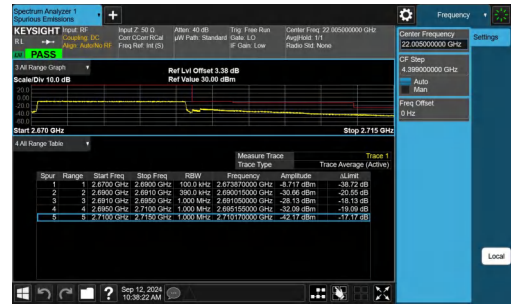 Spectrum Analyzer 1
Spurious Emissions
Frequency
KEYSIGHT Input: RF
Input Z: 50 Ω
Atten: 40 dB
Trig: Free Run
Center Freq: 22.005000000 GHz
Center Frequency
22.005000000 GHz
Settings
RL
Coupling: DC
Corr CCorr RCal
µW Path: Standard
Gate: LO
Avg|Hold: 1/1
Align: Auto/No RF
Freq Ref: Int (S)
IF Gain: Low
Radio Std: None
PASS
CF Step
4.399000000 GHz
Auto
Man
3 All Range Graph
Ref Lvl Offset 3.38 dB
Scale/Div 10.0 dB
Ref Value 30.00 dBm
20.0
0.00
-20.0
-40.0
-60.0
Freq Offset
0 Hz
Start 2.670 GHz
Stop 2.715 GHz
4 All Range Table
Measure Trace
Trace 1
Trace Type
Trace Average (Active)
Spur Range Start Freq Stop Freq RBW Frequency Amplitude ΔLimit
1 1 2.6700 GHz 2.6900 GHz 100.0 kHz 2.673870000 GHz -8.717 dBm -38.72 dB
2 2 2.6900 GHz 2.6910 GHz 390.0 kHz 2.690015000 GHz -30.66 dBm -20.55 dB
3 3 2.6910 GHz 2.6950 GHz 1.000 MHz 2.691050000 GHz -28.13 dBm -18.13 dB
4 4 2.6950 GHz 2.7100 GHz 1.000 MHz 2.695155000 GHz -32.09 dBm -19.09 dB
5 5 2.7100 GHz 2.7150 GHz 1.000 MHz 2.710170000 GHz -42.17 dBm -17.17 dB
Local
Sep 12, 2024
10:38:22 AM